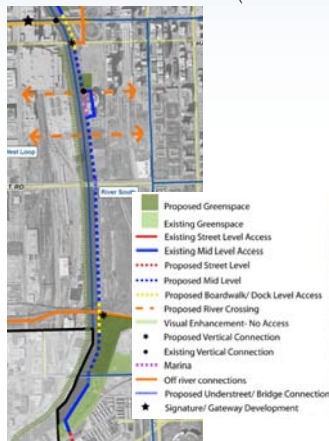 West Loop
River South
Proposed Greenspace
Existing Greenspace
Existing Street Level Access
Existing Mid Level Access
Proposed Street Level
Proposed Mid Level
Proposed Boardwalk/ Dock Level Access
Proposed River Crossing
Visual Enhancement- No Access
Proposed Vertical Connection
Existing Vertical Connection
Marina
Off river connections
Proposed Understreet/ Bridge Connection
Signature/ Gateway Development